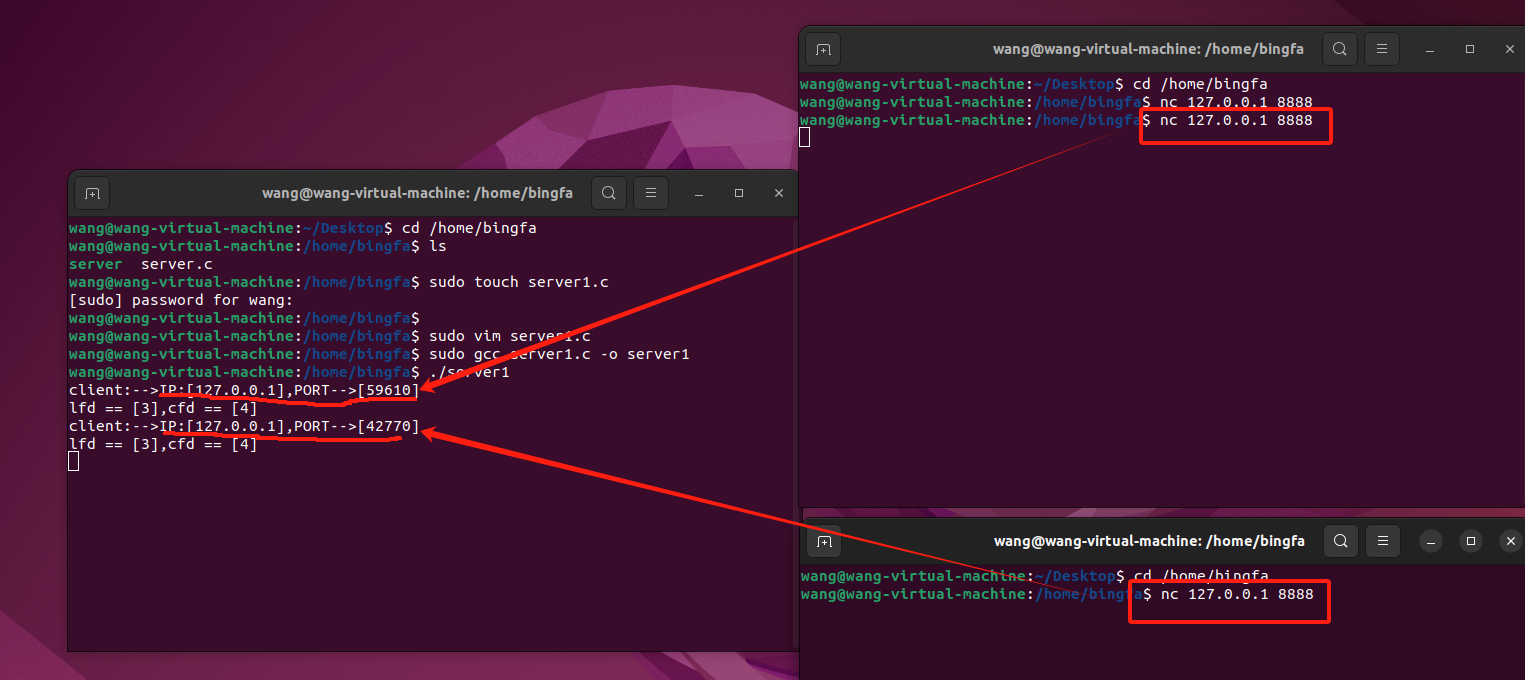 wang@wang-virtual-machine: /home/bingfa
wang@wang-virtual-machine:~/Desktop$ cd /home/bingfa
wang@wang-virtual-machine:/home/bingfa$ nc 127.0.0.1 8888
wang@wang-virtual-machine:/home/bingfa$ nc 127.0.0.1 8888
wang@wang-virtual-machine: /home/bingfa
wang@wang-virtual-machine:~/Desktop$ cd /home/bingfa
wang@wang-virtual-machine:/home/bingfa$ ls
server  server.c
wang@wang-virtual-machine:/home/bingfa$ sudo touch server1.c
[sudo] password for wang:
wang@wang-virtual-machine:/home/bingfa$
wang@wang-virtual-machine:/home/bingfa$ sudo vim server1.c
wang@wang-virtual-machine:/home/bingfa$ sudo gcc server1.c -o server1
wang@wang-virtual-machine:/home/bingfa$ ./server1
client:-->IP:[127.0.0.1],PORT-->[59610]
lfd == [3],cfd == [4]
client:-->IP:[127.0.0.1],PORT-->[42770]
lfd == [3],cfd == [4]
wang@wang-virtual-machine: /home/bingfa
wang@wang-virtual-machine:~/Desktop$ cd /home/bingfa
wang@wang-virtual-machine:/home/bingfa$ nc 127.0.0.1 8888